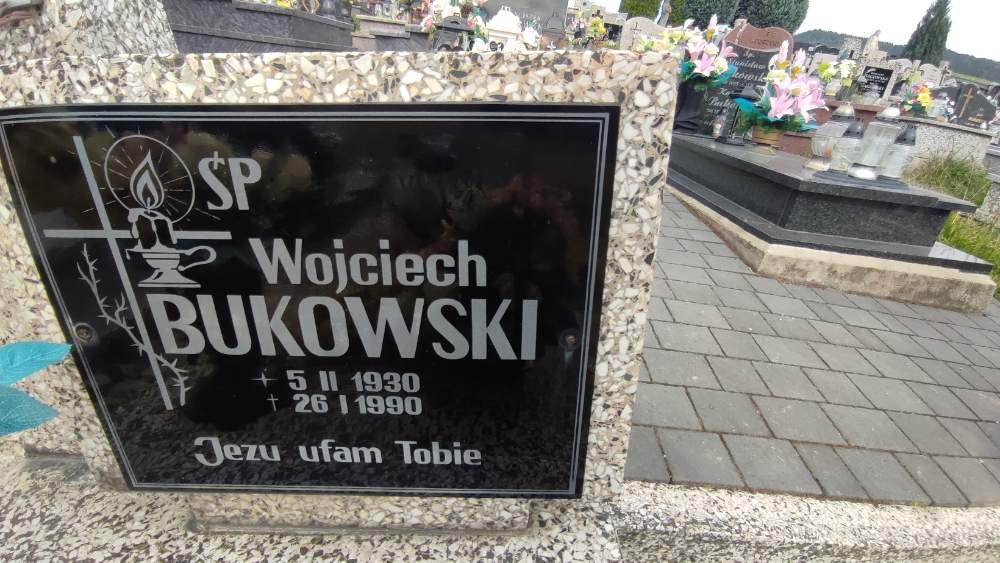 ŚP
Wojciech
BUKOWSKI
5 II 1930
† 26 I 1990
Jezu ufam Tobie